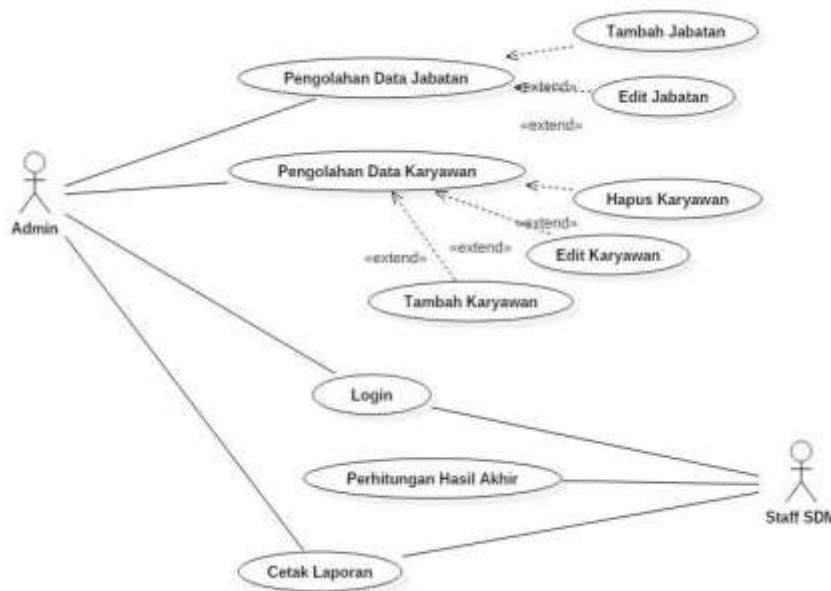 Tambah Jabatan
Pengolahan Data Jabatan
«extend»
Edit Jabatan
«extend»
Pengolahan Data Karyawan
Hapus Karyawan
Admin
«extend»
«extend»
Edit Karyawan
«extend»
Tambah Karyawan
Login
Perhitungan Hasil Akhir
Staff SDM
Cetak Laporan